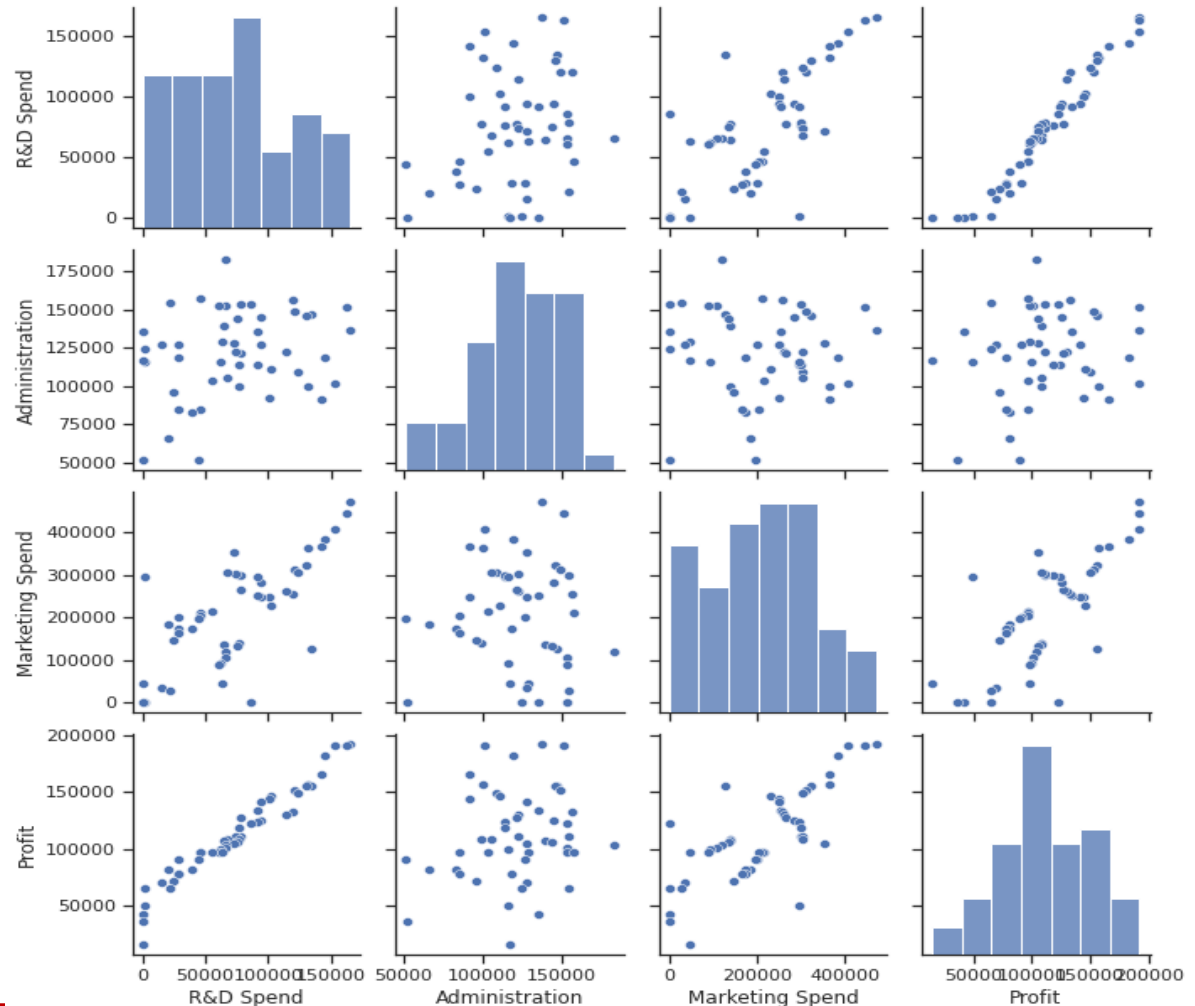 150000
100000
50000
0
R&D Spend
175000
150000
125000
100000
75000
50000
Administration
400000
300000
200000
100000
0
Marketing Spend
200000
150000
100000
50000
Profit
0 50000 100000 150000
50000 100000 150000
0 200000 400000
50000 100000 150000 200000
R&D Spend Administration Marketing Spend Profit